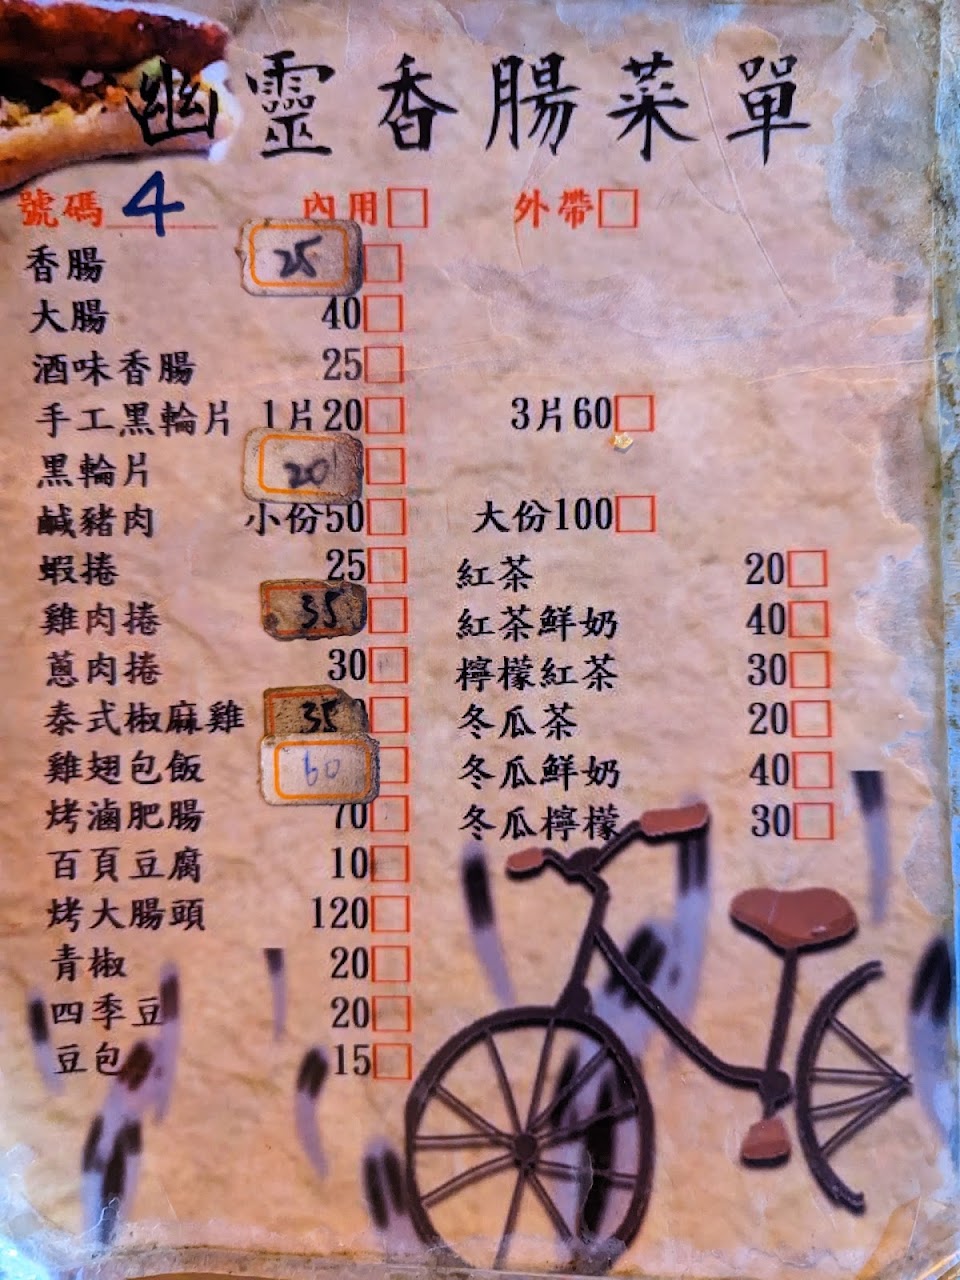 幽靈香腸菜單
號碼 4 內用□ 外帶□
香腸 25□
大腸 40□
酒味香腸 25□
手工黑輪片 1片20□ 3片60□
黑輪片 20□
鹹豬肉 小份50□ 大份100□
蝦捲 25□
雞肉捲 35□
蔥肉捲 30□
泰式椒麻雞 35□
雞翅包飯 60□
烤滷肥腸 70□
百頁豆腐 10□
烤大腸頭 120□
青椒 20□
四季豆 20□
豆包 15□
紅茶 20□
紅茶鮮奶 40□
檸檬紅茶 30□
冬瓜茶 20□
冬瓜鮮奶 40□
冬瓜檸檬 30□